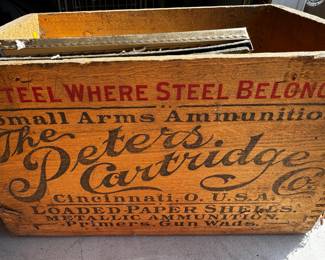 STEEL WHERE STEEL BELONG
Small Arms Ammunition
The
Peters
Cartridge
Co.
Cincinnati, O. U.S.A.
LOADED PAPER SHELLS.
METALLIC AMMUNITION.
Primers, Gun Wads.